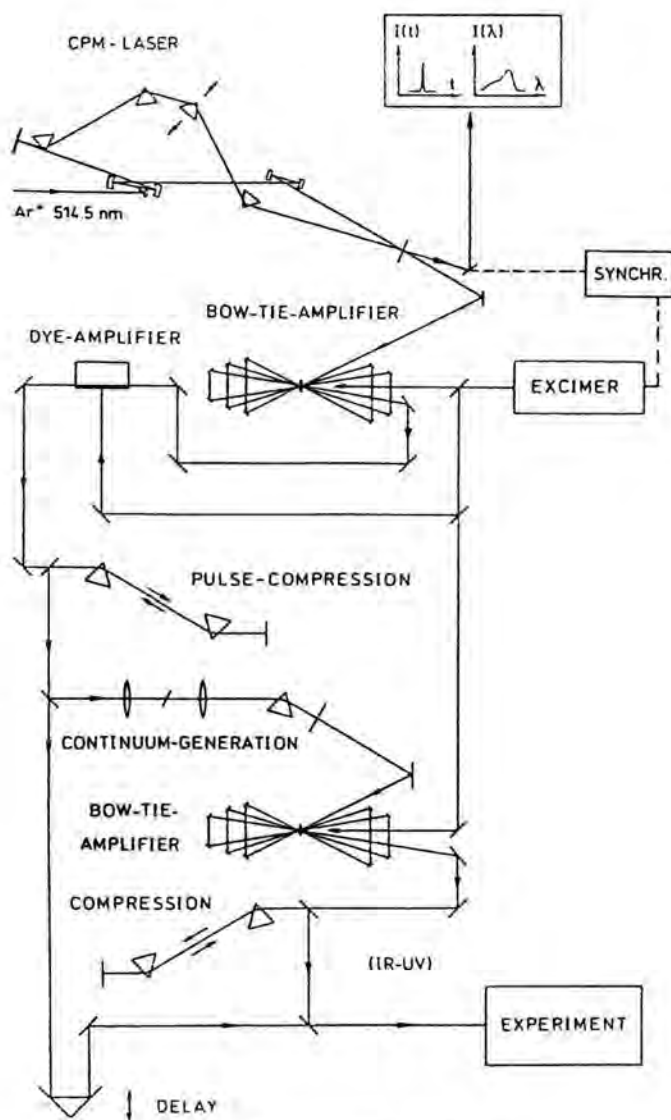 CPM-LASER
I(t) I(λ)
t λ
Ar+ 514.5 nm
SYNCHR.
BOW-TIE-AMPLIFIER
DYE-AMPLIFIER
EXCIMER
PULSE-COMPRESSION
CONTINUUM-GENERATION
BOW-TIE-
AMPLIFIER
COMPRESSION
(IR-UV)
EXPERIMENT
DELAY